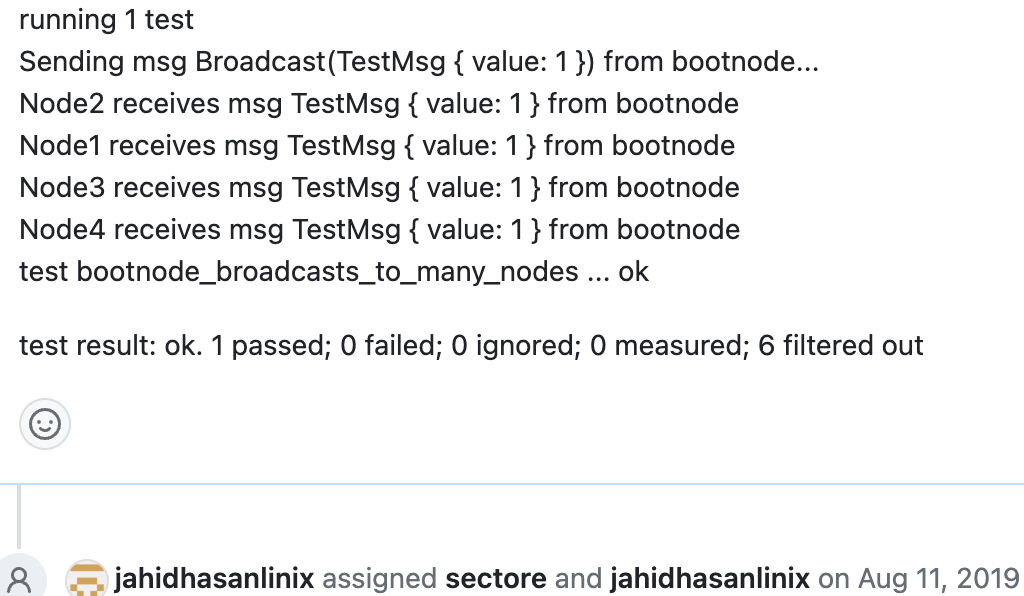 running 1 test
Sending msg Broadcast(TestMsg { value: 1 }) from bootnode...
Node2 receives msg TestMsg { value: 1 } from bootnode
Node1 receives msg TestMsg { value: 1 } from bootnode
Node3 receives msg TestMsg { value: 1 } from bootnode
Node4 receives msg TestMsg { value: 1 } from bootnode
test bootnode_broadcasts_to_many_nodes ... ok
test result: ok. 1 passed; 0 failed; 0 ignored; 0 measured; 6 filtered out
jahidhasanlinix assigned sectore and jahidhasanlinix on Aug 11, 2019